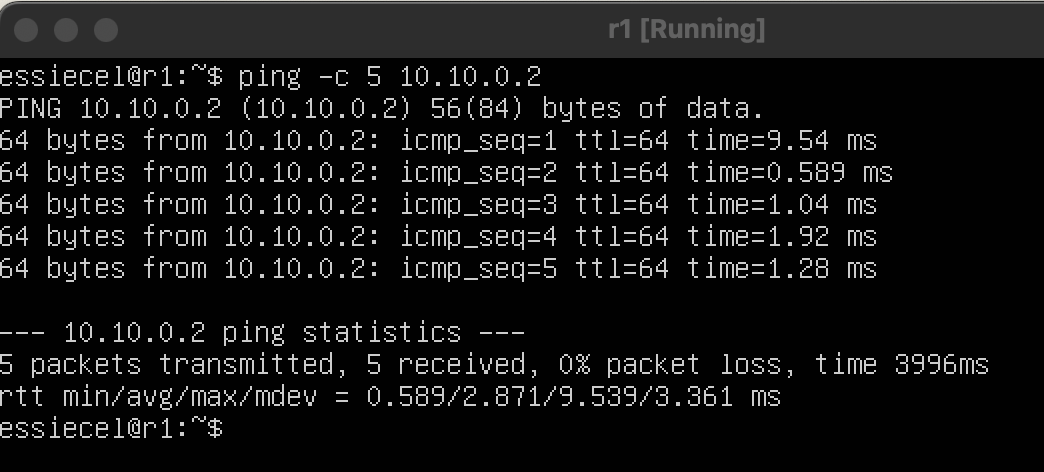 r1 [Running]
essiecel@r1:~$ ping -c 5 10.10.0.2
PING 10.10.0.2 (10.10.0.2) 56(84) bytes of data.
64 bytes from 10.10.0.2: icmp_seq=1 ttl=64 time=9.54 ms
64 bytes from 10.10.0.2: icmp_seq=2 ttl=64 time=0.589 ms
64 bytes from 10.10.0.2: icmp_seq=3 ttl=64 time=1.04 ms
64 bytes from 10.10.0.2: icmp_seq=4 ttl=64 time=1.92 ms
64 bytes from 10.10.0.2: icmp_seq=5 ttl=64 time=1.28 ms
--- 10.10.0.2 ping statistics ---
5 packets transmitted, 5 received, 0% packet loss, time 3996ms
rtt min/avg/max/mdev = 0.589/2.871/9.539/3.361 ms
essiecel@r1:~$